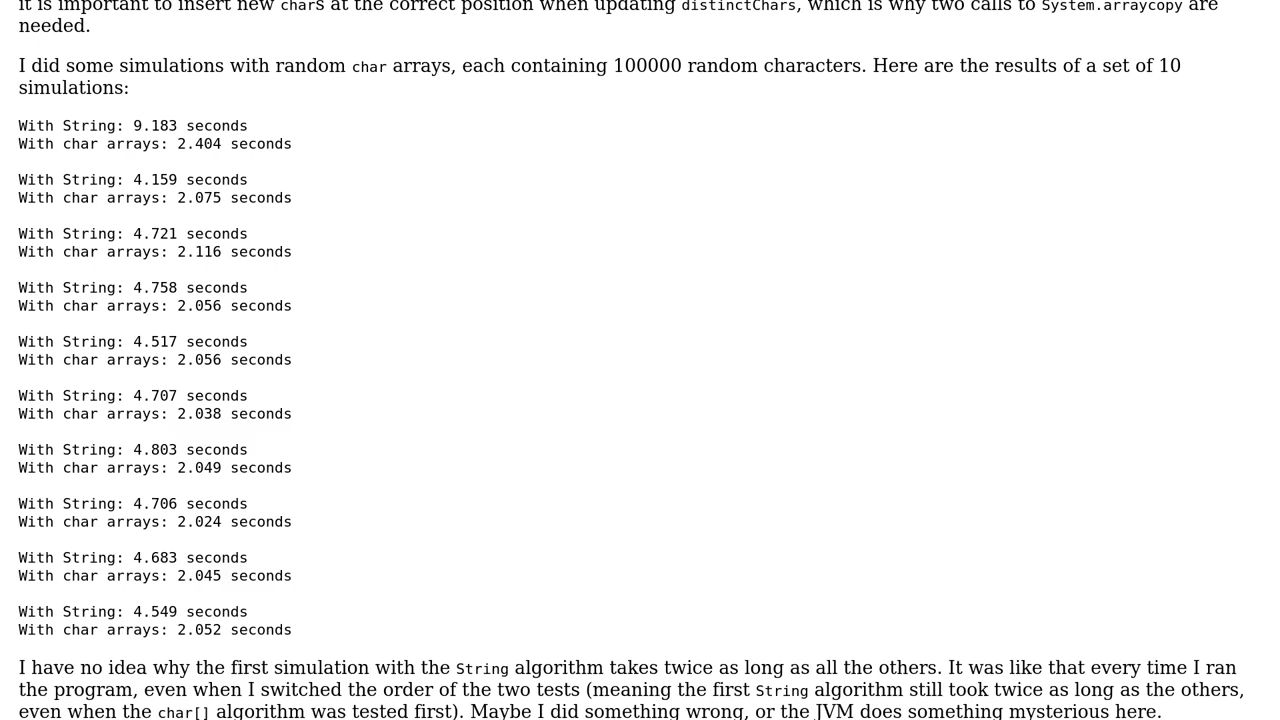 it is important to insert new chars at the correct position when updating distinctChars, which is why two calls to System.arraycopy are
needed.
I did some simulations with random char arrays, each containing 100000 random characters. Here are the results of a set of 10
simulations:
With String: 9.183 seconds
With char arrays: 2.404 seconds
With String: 4.159 seconds
With char arrays: 2.075 seconds
With String: 4.721 seconds
With char arrays: 2.116 seconds
With String: 4.758 seconds
With char arrays: 2.056 seconds
With String: 4.517 seconds
With char arrays: 2.056 seconds
With String: 4.707 seconds
With char arrays: 2.038 seconds
With String: 4.803 seconds
With char arrays: 2.049 seconds
With String: 4.706 seconds
With char arrays: 2.024 seconds
With String: 4.683 seconds
With char arrays: 2.045 seconds
With String: 4.549 seconds
With char arrays: 2.052 seconds
I have no idea why the first simulation with the String algorithm takes twice as long as all the others. It was like that every time I ran
the program, even when I switched the order of the two tests (meaning the first String algorithm still took twice as long as the others,
even when the char[] algorithm was tested first). Maybe I did something wrong, or the JVM does something mysterious here.